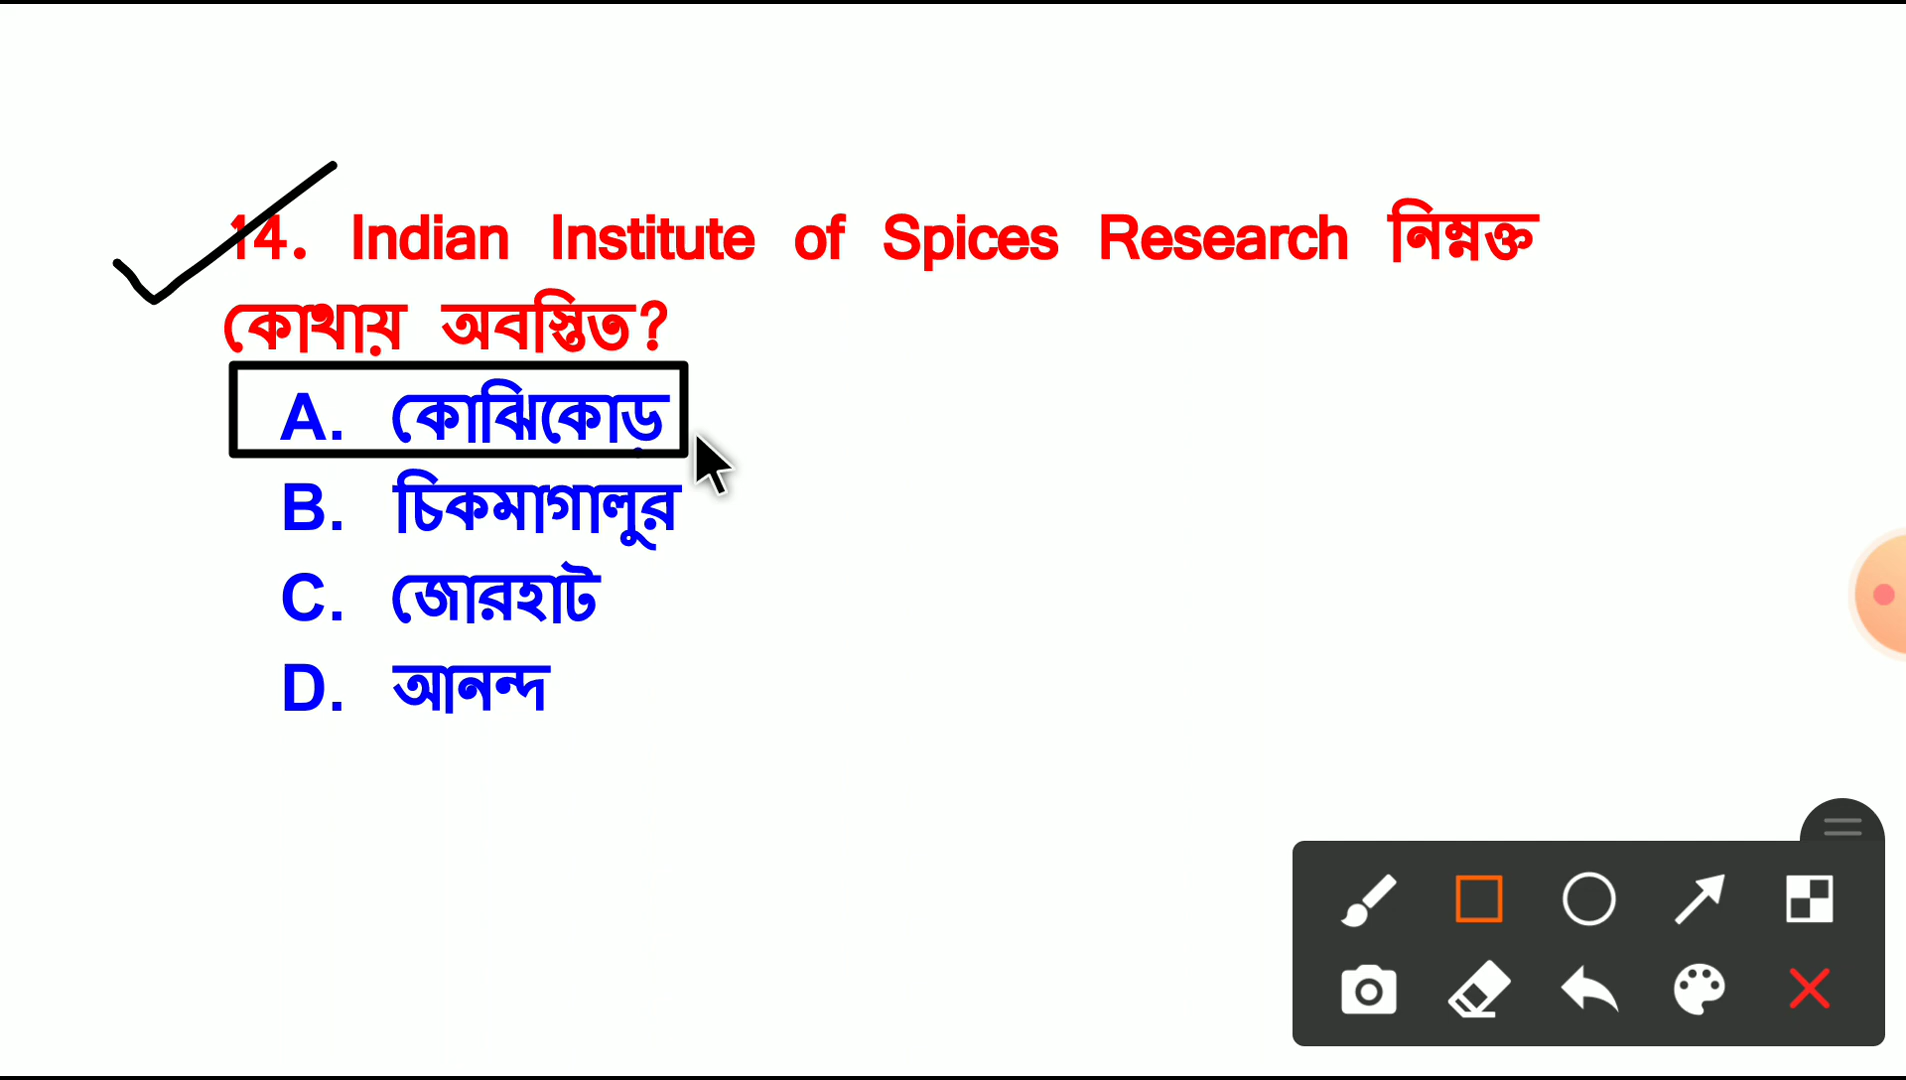 14. Indian Institute of Spices Research নিম্নক্ত
কোথায় অবস্তিত?
A. কোঝিকোড়
B. চিকমাগালুর
C. জোরহাট
D. আনন্দ